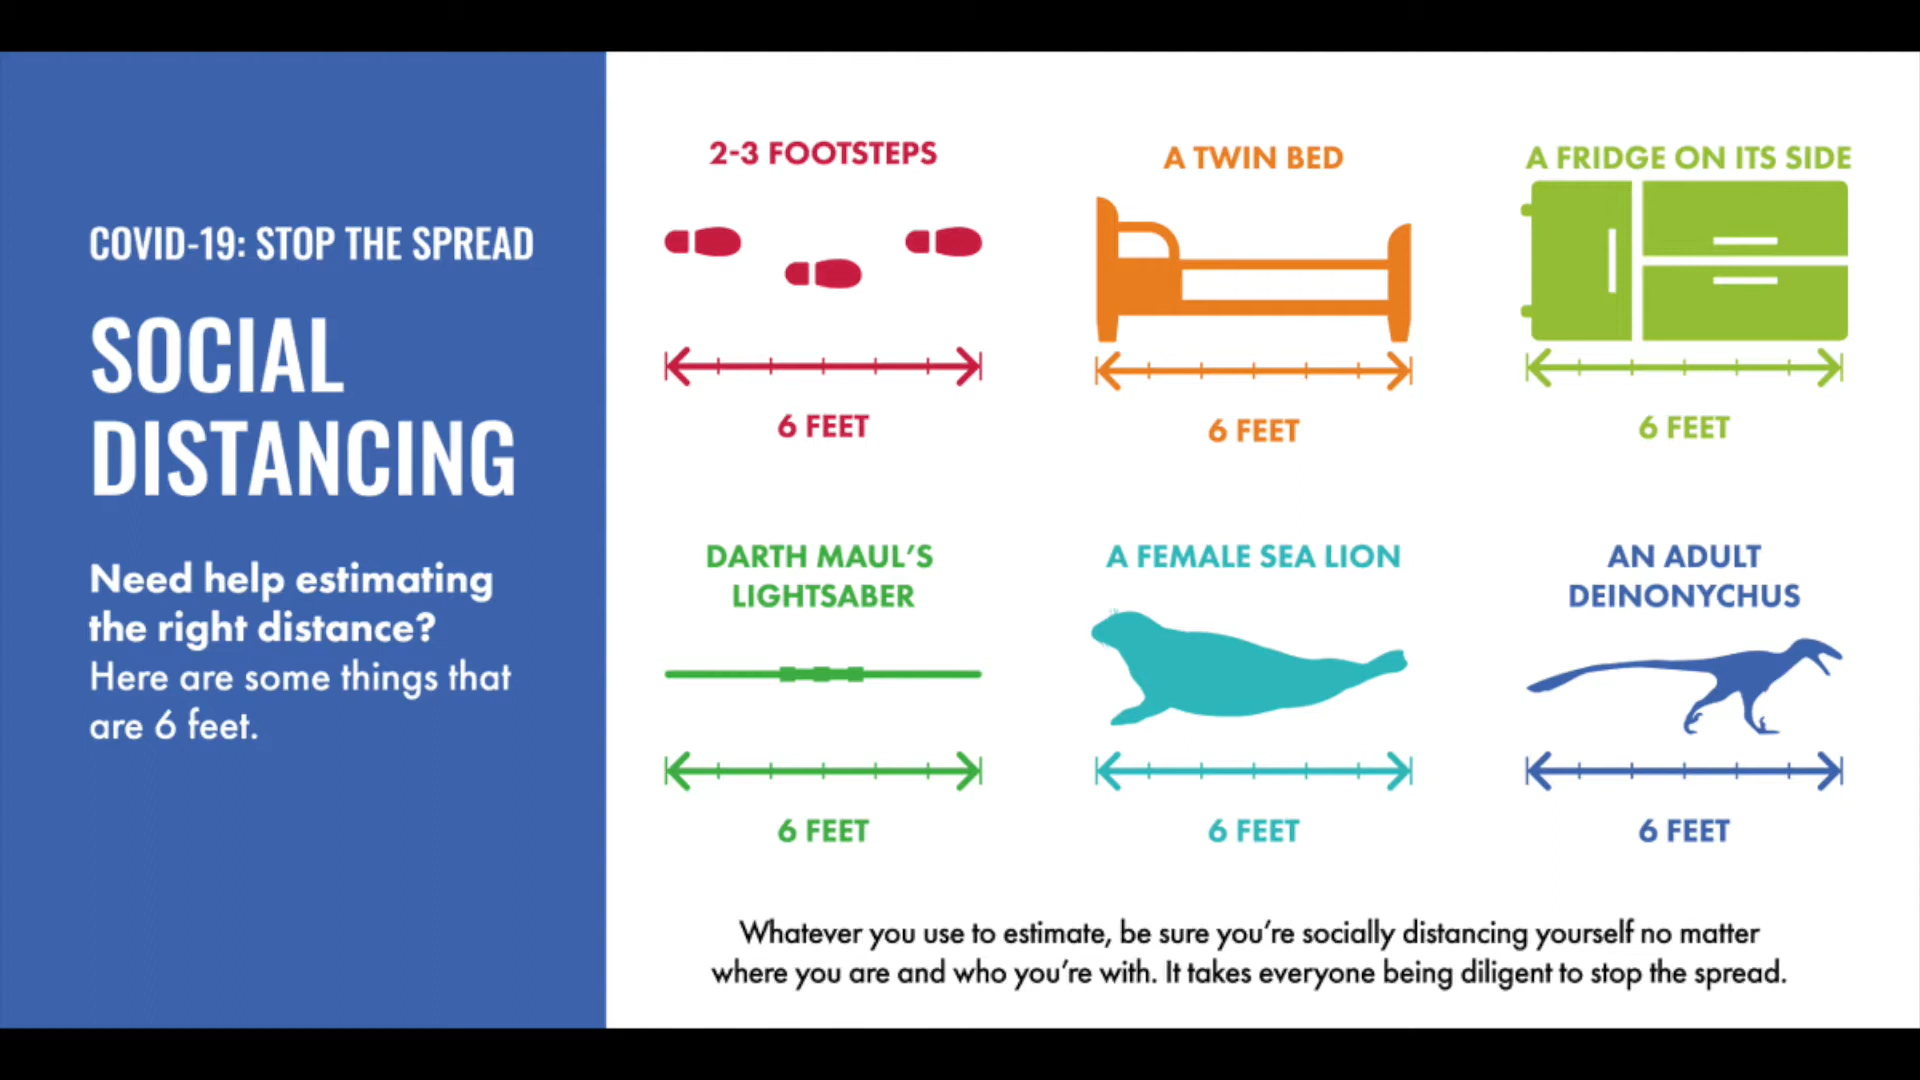 COVID-19: STOP THE SPREAD
SOCIAL
DISTANCING
Need help estimating
the right distance?
Here are some things that
are 6 feet.
2-3 FOOTSTEPS
6 FEET
A TWIN BED
6 FEET
A FRIDGE ON ITS SIDE
6 FEET
DARTH MAUL'S
LIGHTSABER
6 FEET
A FEMALE SEA LION
6 FEET
AN ADULT
DEINONYCHUS
6 FEET
Whatever you use to estimate, be sure you're socially distancing yourself no matter
where you are and who you're with. It takes everyone being diligent to stop the spread.